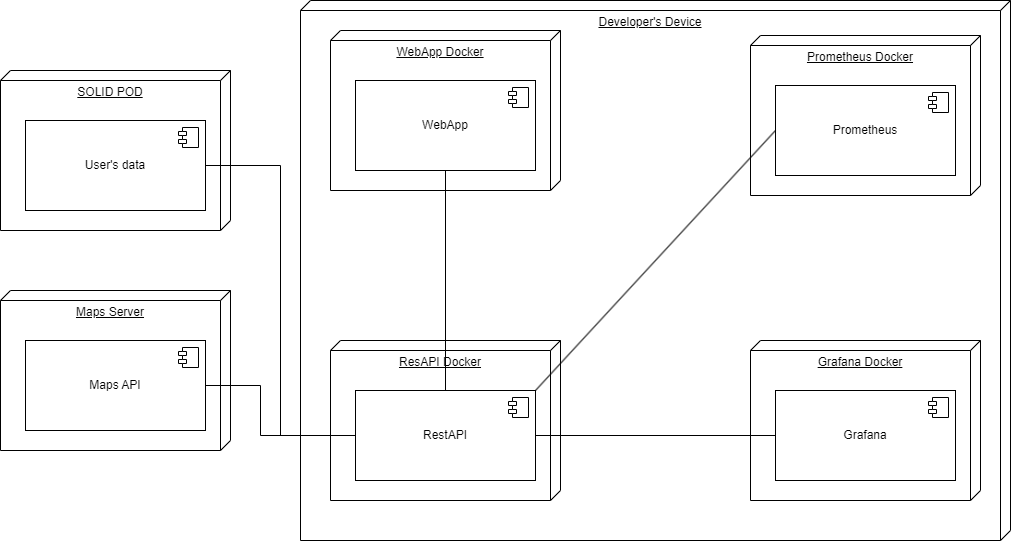 Developer's Device
WebApp Docker
WebApp
Prometheus Docker
Prometheus
SOLID POD
User's data
Maps Server
Maps API
ResAPI Docker
RestAPI
Grafana Docker
Grafana